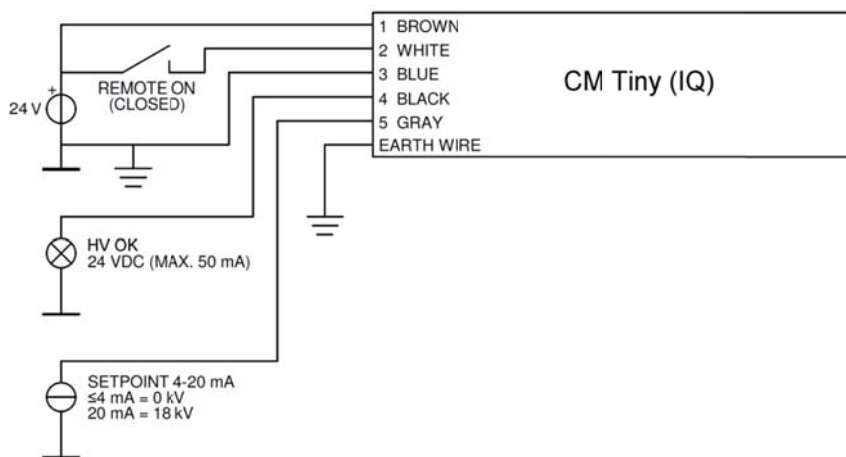 1 BROWN
2 WHITE
3 BLUE
4 BLACK
5 GRAY
EARTH WIRE
CM Tiny (IQ)
REMOTE ON
(CLOSED)
+
24 V
HV OK
24 VDC (MAX. 50 mA)
SETPOINT 4-20 mA
≤4 mA = 0 kV
20 mA = 18 kV